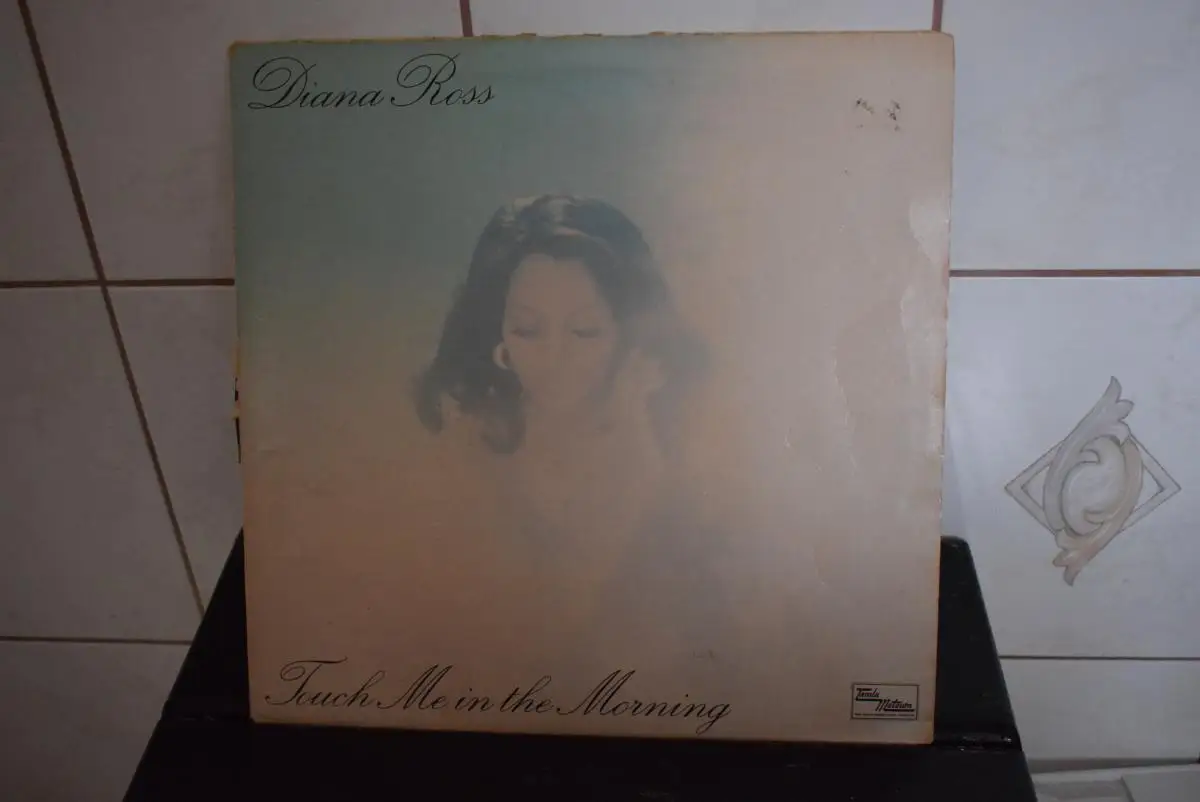 Diana Ross
Touch Me in the Morning
Tamla
Motown